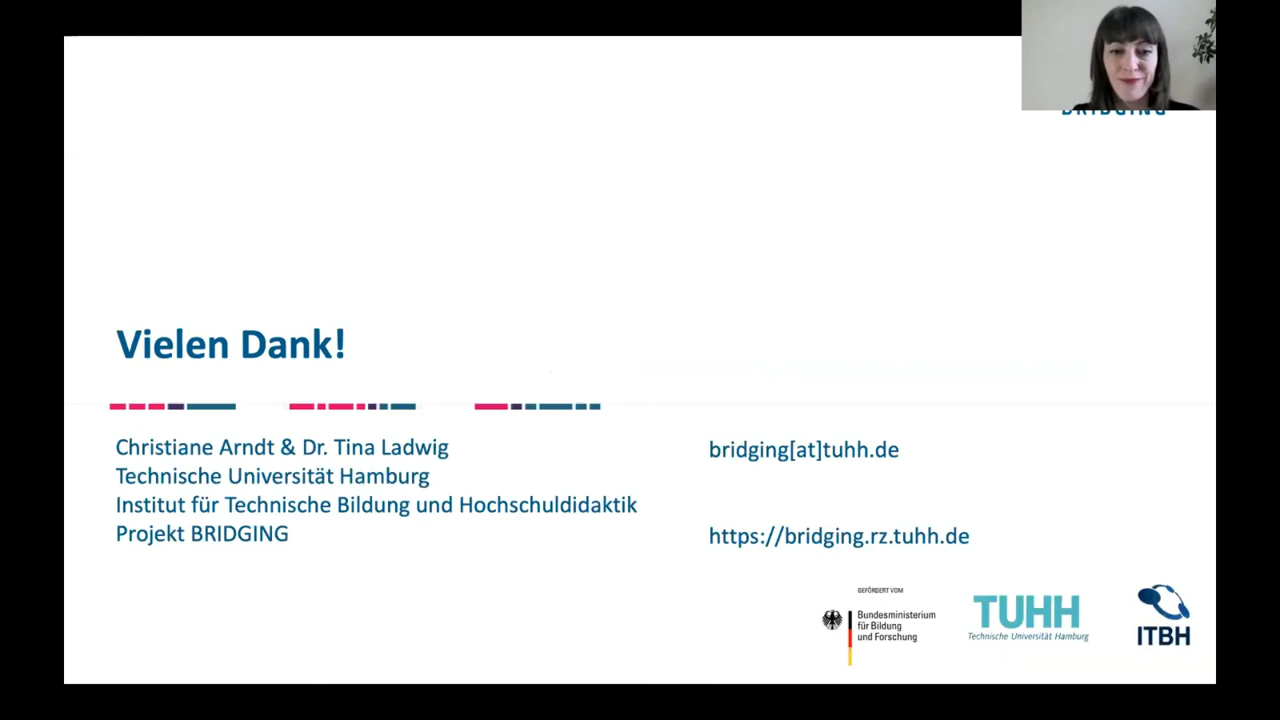 BRIDGING
Vielen Dank!
Christiane Arndt & Dr. Tina Ladwig
Technische Universität Hamburg
Institut für Technische Bildung und Hochschuldidaktik
Projekt BRIDGING
bridging[at]tuhh.de
https://bridging.rz.tuhh.de
GEFÖRDERT VOM
Bundesministerium
für Bildung
und Forschung
TUHH
Technische Universität Hamburg
ITBH